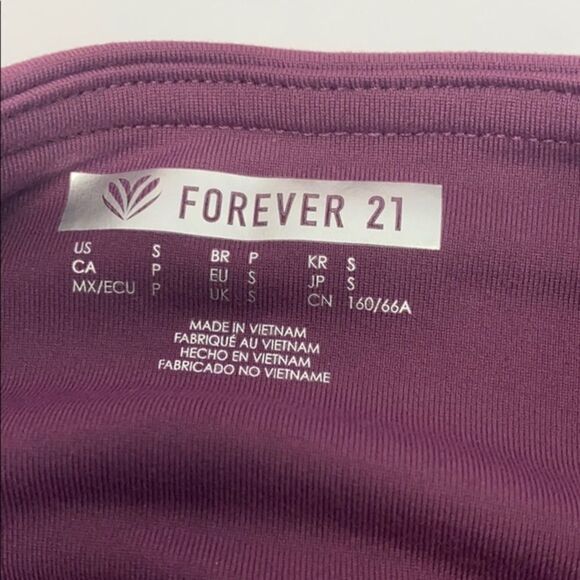 FOREVER 21
US S BR P KR S
CA P EU S JP S
MX/ECU P UK S CN 160/66A
MADE IN VIETNAM
FABRIQUÉ AU VIETNAM
HECHO EN VIETNAM
FABRICADO NO VIETNAME